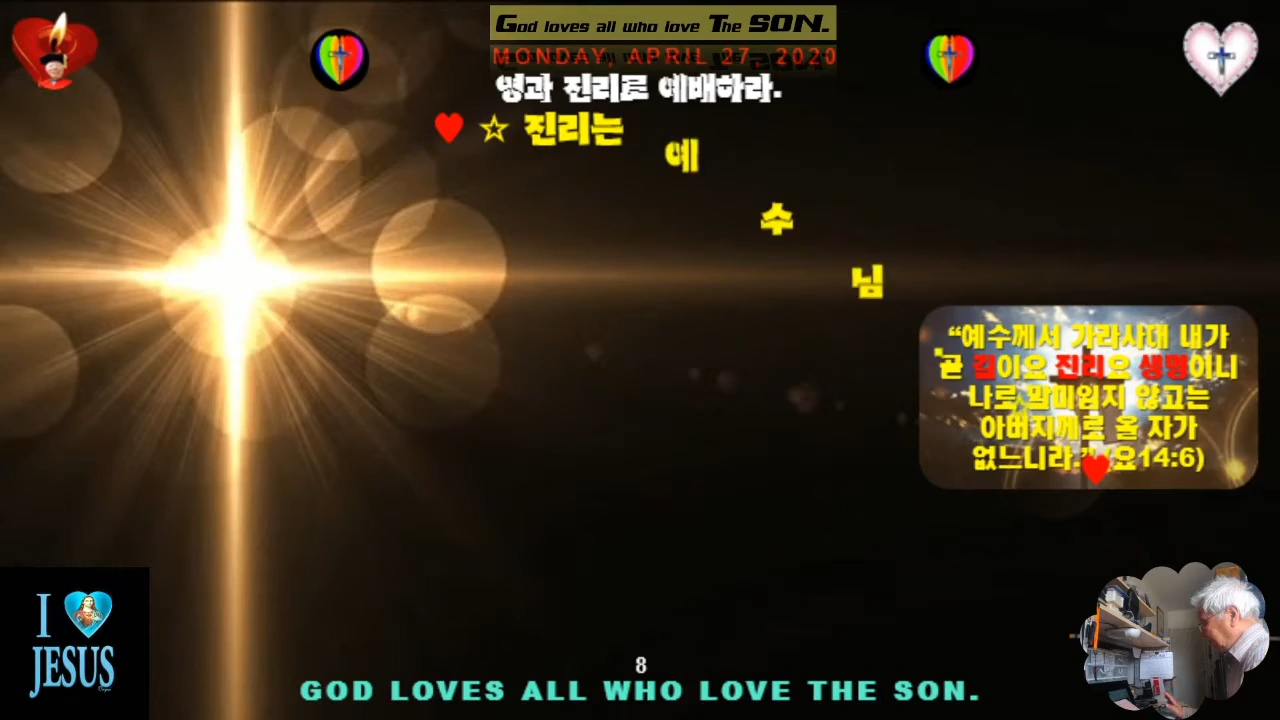 God loves all who love The SON.
MONDAY APRIL 27 2020
영과 진리로 예배하라.
♥ ☆ 진리는
예
수
님
“예수께서 가라사대 내가
곧 길이요 진리요 생명이니
나로 말미암지 않고는
아버지께로 올 자가
없느니라.” (요14:6)
I
JESUS
8
GOD LOVES ALL WHO LOVE THE SON.